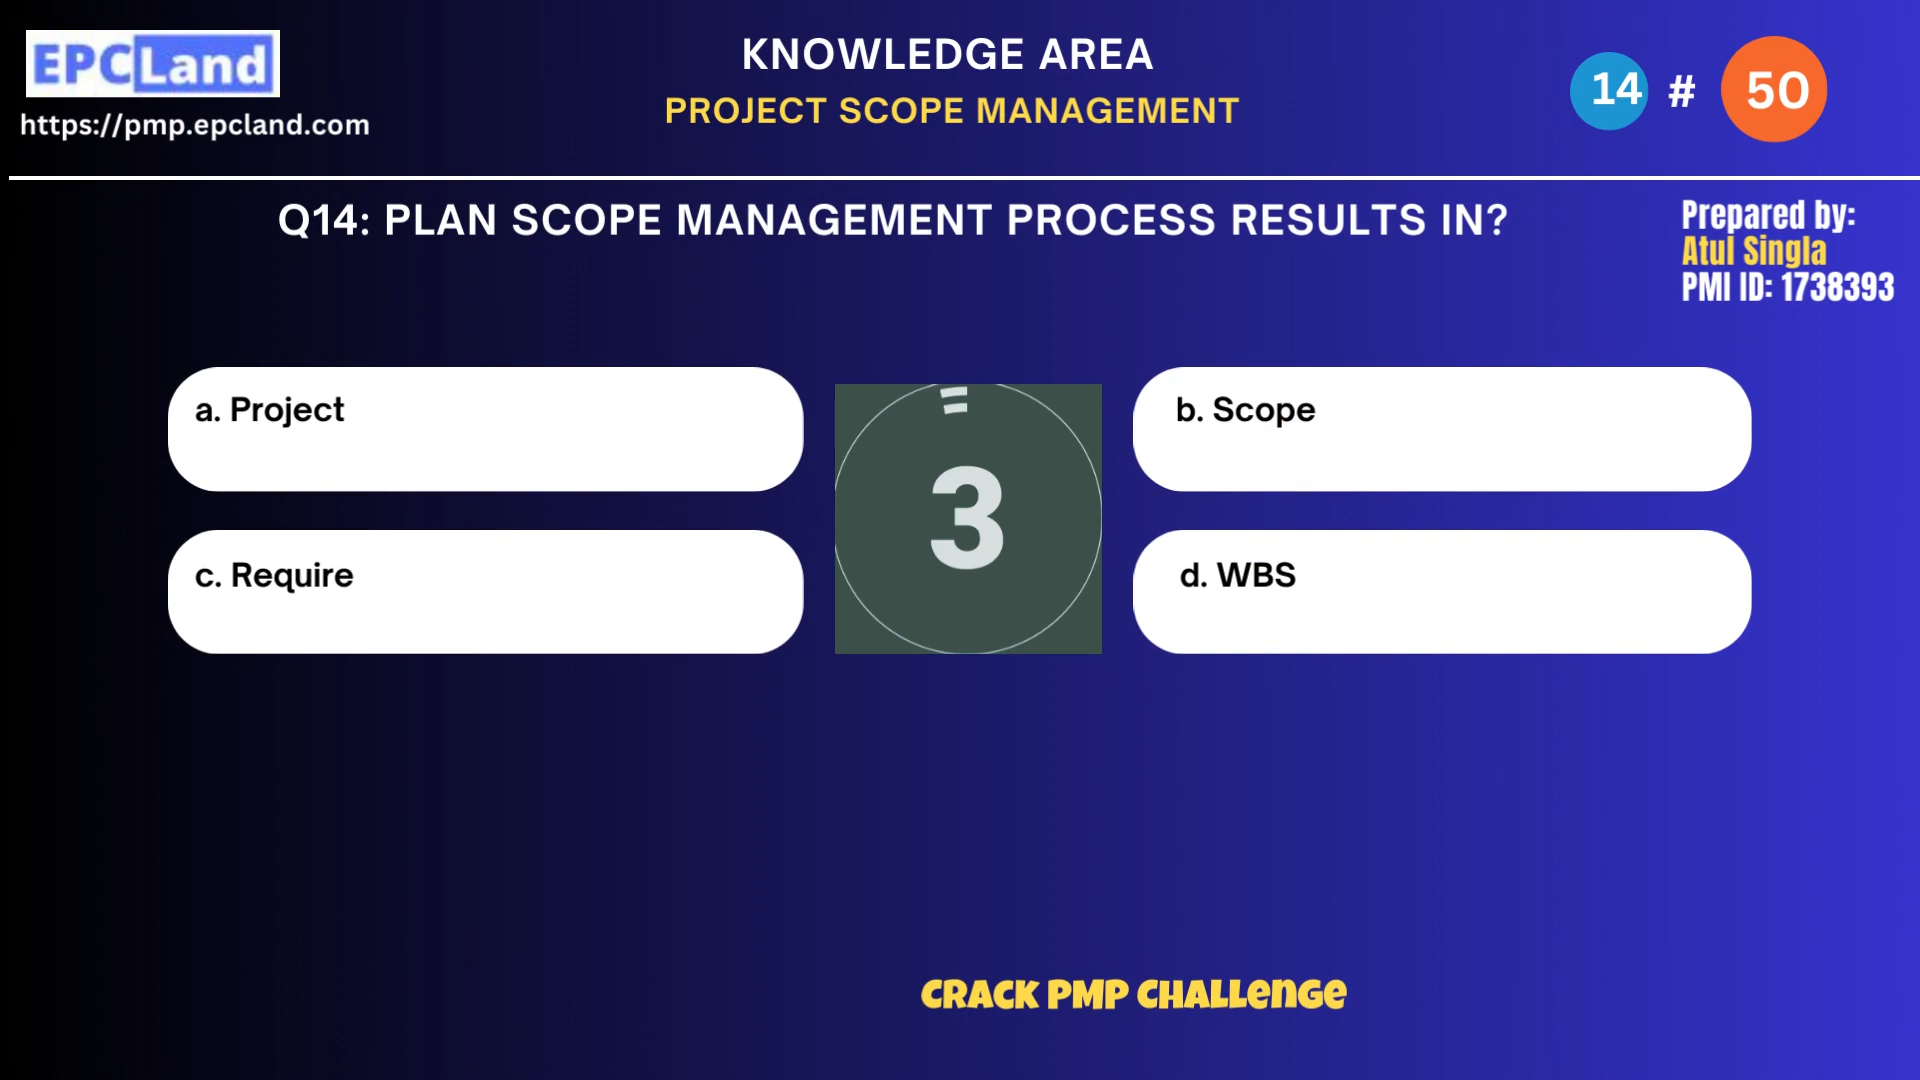 EPCLand
https://pmp.epcland.com
KNOWLEDGE AREA
PROJECT SCOPE MANAGEMENT
14 # 50
Q14: PLAN SCOPE MANAGEMENT PROCESS RESULTS IN?
Prepared by:
Atul Singla
PMI ID: 1738393
a. Project
b. Scope
3
c. Require
d. WBS
CRACK PMP CHALLENGE